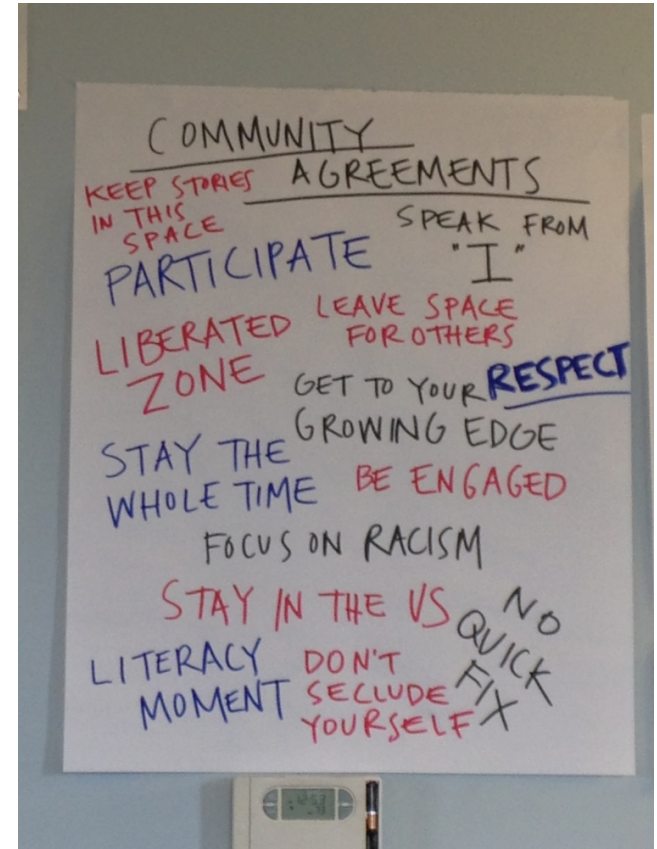 COMMUNITY
AGREEMENTS
KEEP STORIES
IN THIS
SPACE
SPEAK FROM
"I"
PARTICIPATE
LEAVE SPACE
FOR OTHERS
LIBERATED
ZONE
RESPECT
GET TO YOUR
GROWING EDGE
STAY THE
WHOLE TIME
BE ENGAGED
FOCUS ON RACISM
STAY IN THE US
NO
QUICK
FIX
LITERACY
MOMENT
DON'T
SECLUDE
YOURSELF